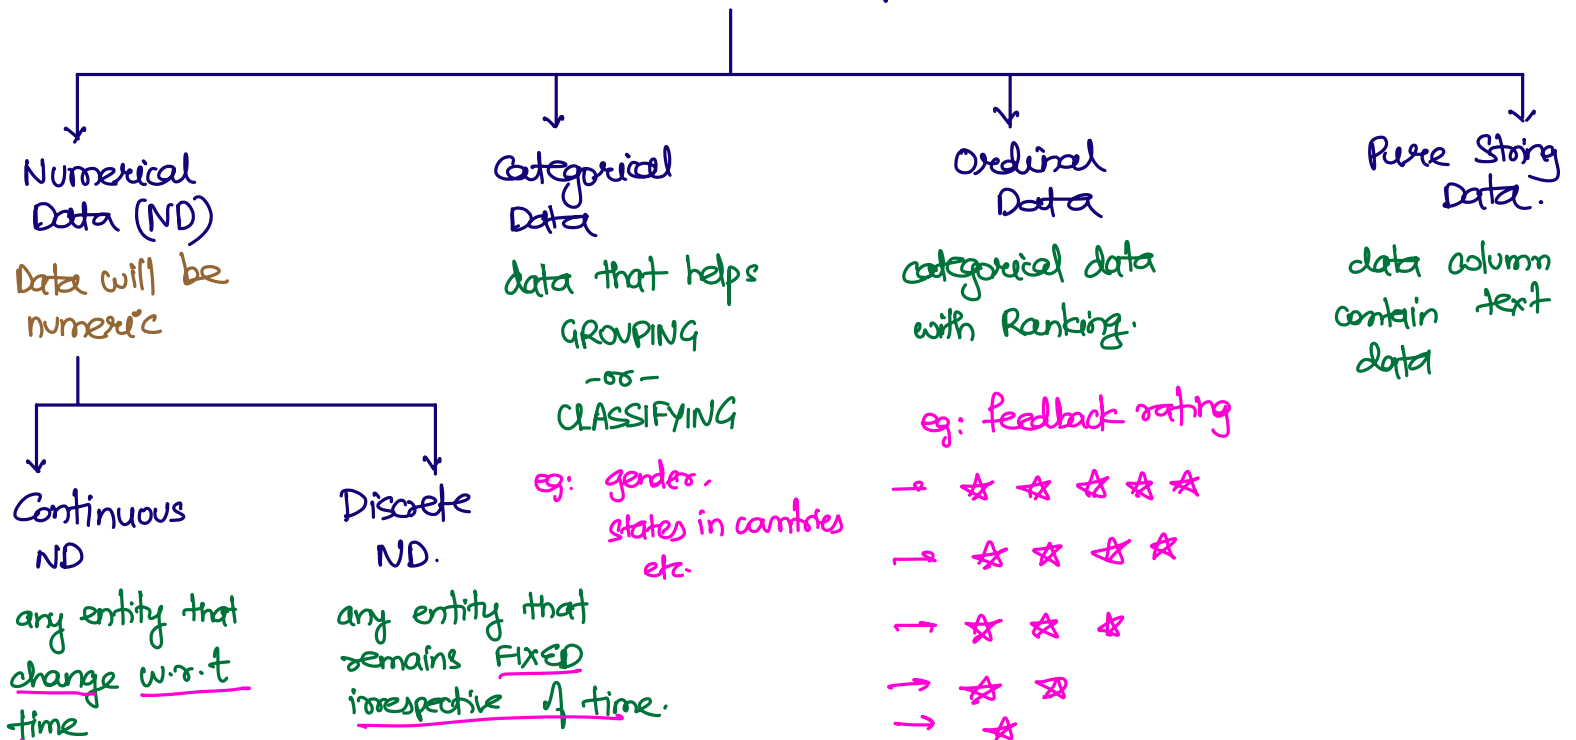 Numerical
Data (ND)
Data will be
numeric
Continuous
ND
any entity that
change w.r.t
time
Discrete
ND.
any entity that
remains FIXED
irrespective of time.
Categorical
Data
data that helps
GROUPING
-or-
CLASSIFYING
eg: gender.
states in countries
etc.
Ordinal
Data
categorical data
with Ranking.
eg: feedback rating
Pure String
Data.
data column
contain text
data